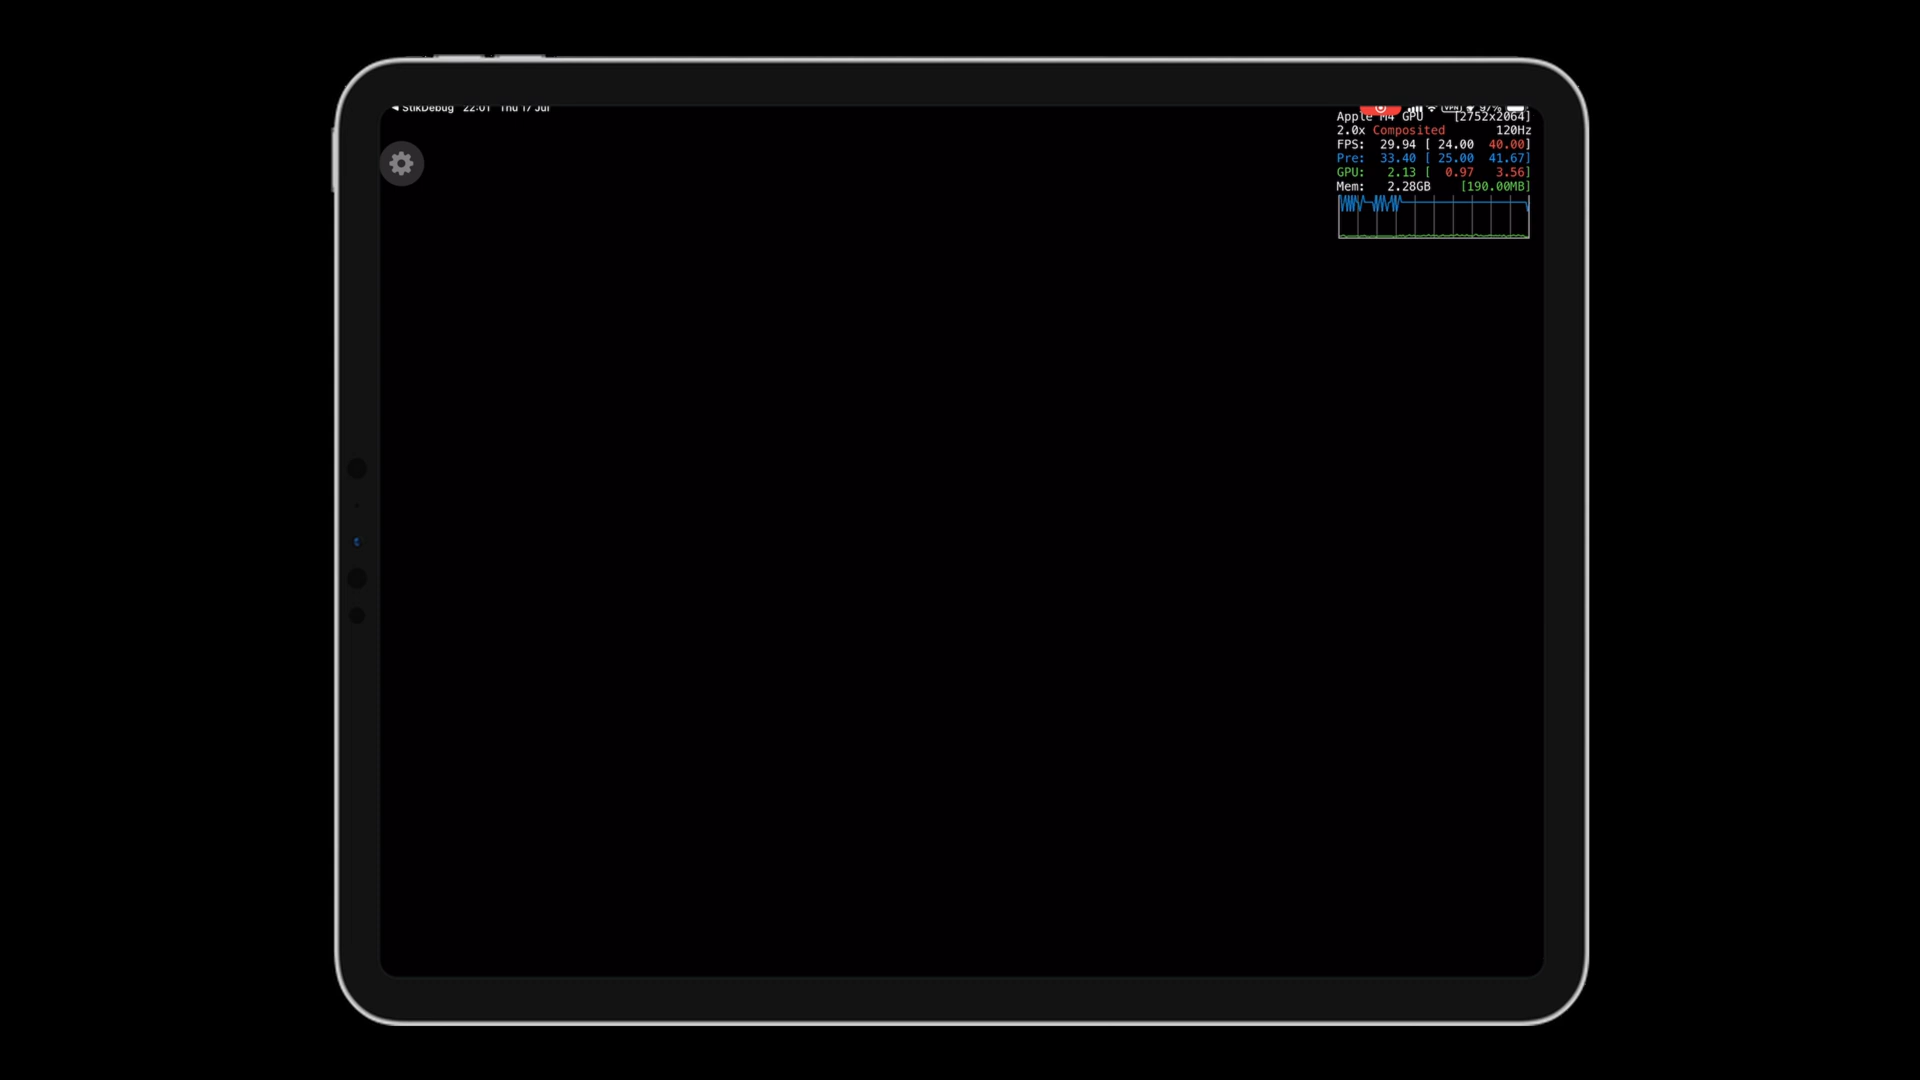 ◀ StikDebug 22:01 Thu 17 Jul
VPN 97%
Apple M4 GPU [2752x2064]
2.0x Composited 120Hz
FPS: 29.94 [ 24.00 40.00]
Pre: 33.40 [ 25.00 41.67]
GPU: 2.13 [ 0.97 3.56]
Mem: 2.28GB [190.00MB]